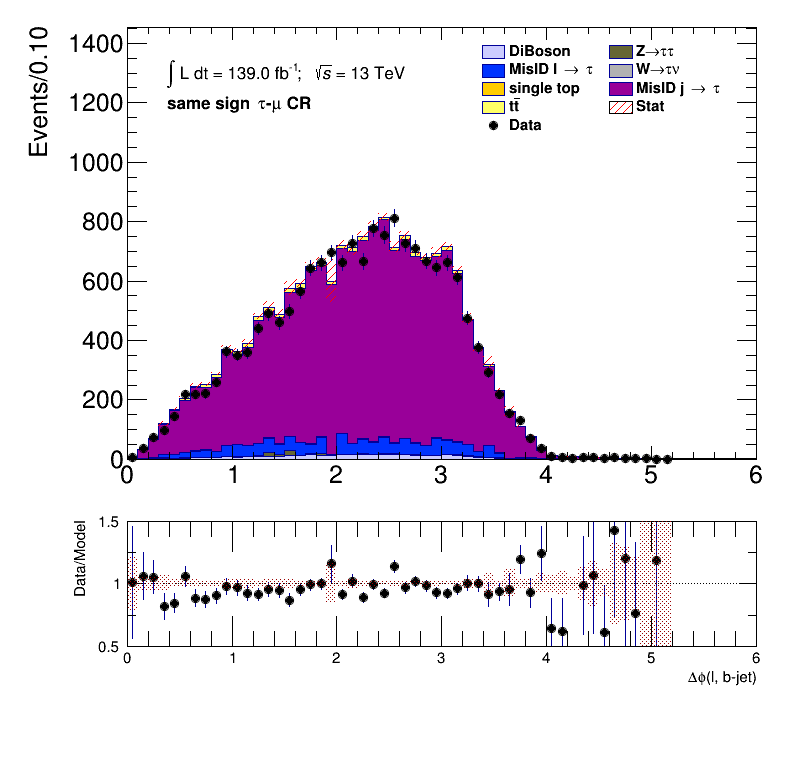 Events/0.10
1400
1200
1000
800
600
400
200
0
0 1 2 3 4 5 6
∫ L dt = 139.0 fb⁻¹; √s = 13 TeV
same sign τ-μ CR
DiBoson
MisID l → τ
single top
tt̄
Data
Z→ττ
W→τν
MisID j → τ
Stat
Data/Model
1.5
1
0.5
0 1 2 3 4 5 6
Δϕ(l, b-jet)